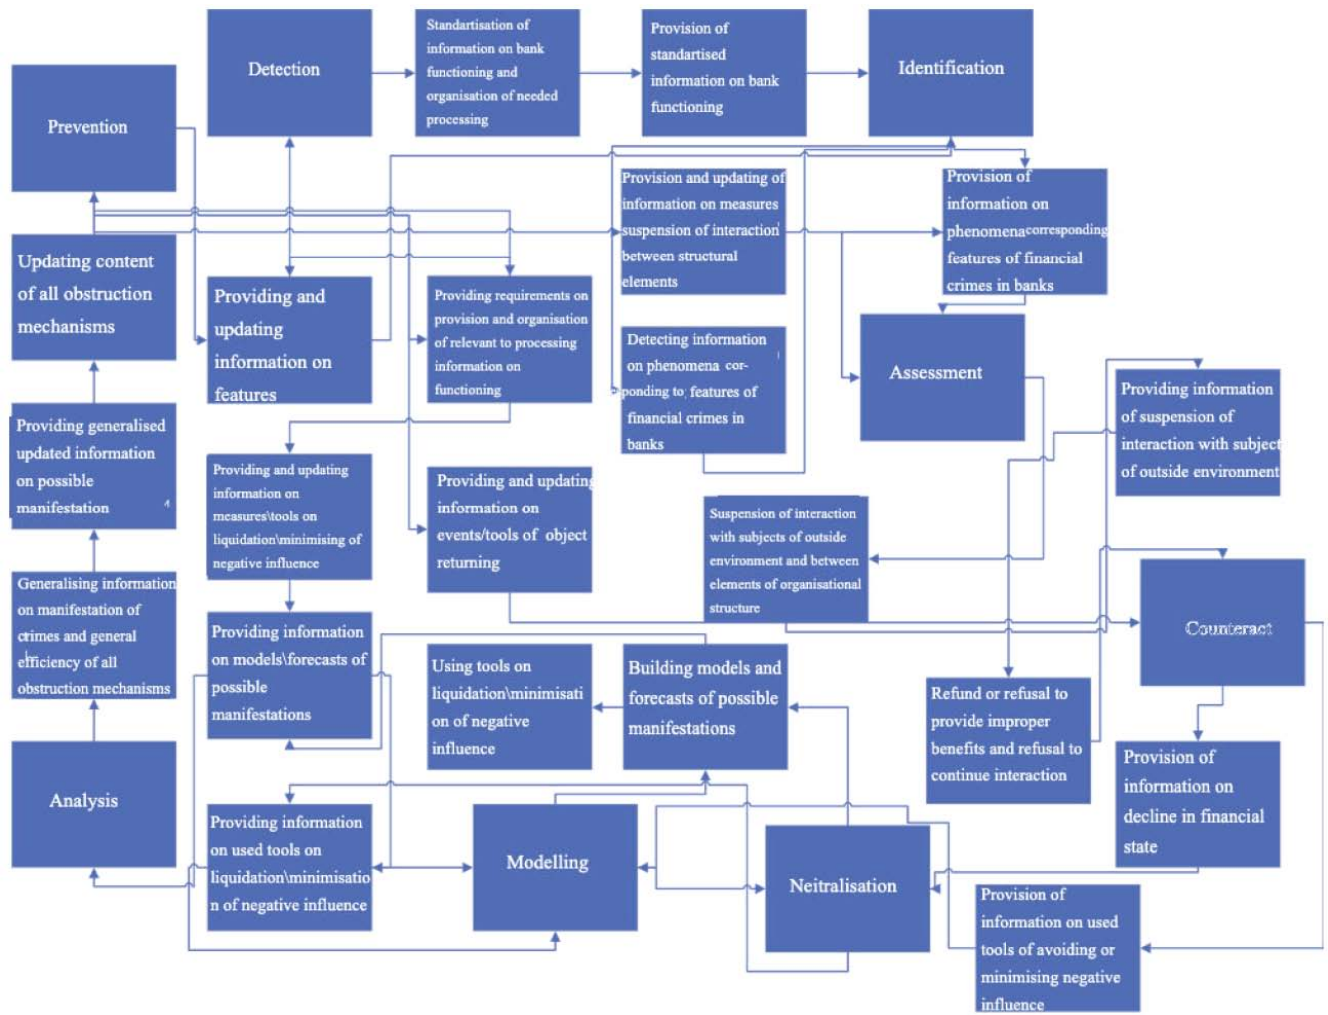 Detection
Standartisation of
information on bank
functioning and
organisation of needed
processing
Provision of
standartised
information on bank
functioning
Identification
Prevention
Provision and updating of
information on measures
suspension of interaction
between structural
elements
Provision of
information on
phenomena corresponding
features of financial
crimes in banks
Updating content
of all obstruction
mechanisms
Providing and
updating
information on
features
Providing requirements on
provision and organisation
of relevant to processing
information on
functioning
Detecting information
on phenomena cor-
ponding to; features of
financial crimes in
banks
Assessment
Providing information
of suspension of
interaction with subject
of outside environment
Providing generalised
updated information
on possible
manifestation
Providing and updating
information on
measures\tools on
liquidation\minimising of
negative influence
Providing and updating
information on
events/tools of object
returning
Suspension of interaction
with subjects of outside
environment and between
elements of organisational
structure
Generalising information
on manifestation of
crimes and general
efficiency of all
obstruction mechanisms
Providing information
on models\forecasts of
possible
manifestations
Using tools on
liquidation\minimisati
on of negative
influence
Building models and
forecasts of possible
manifestations
Counteract
Refund or refusal to
provide improper
benefits and refusal to
continue interaction
Provision of
information on
decline in financial
state
Analysis
Providing information
on used tools on
liquidation\minimisatio
n of negative influence
Modelling
Neitralisation
Provision of
information on used
tools of avoiding or
minimising negative
influence